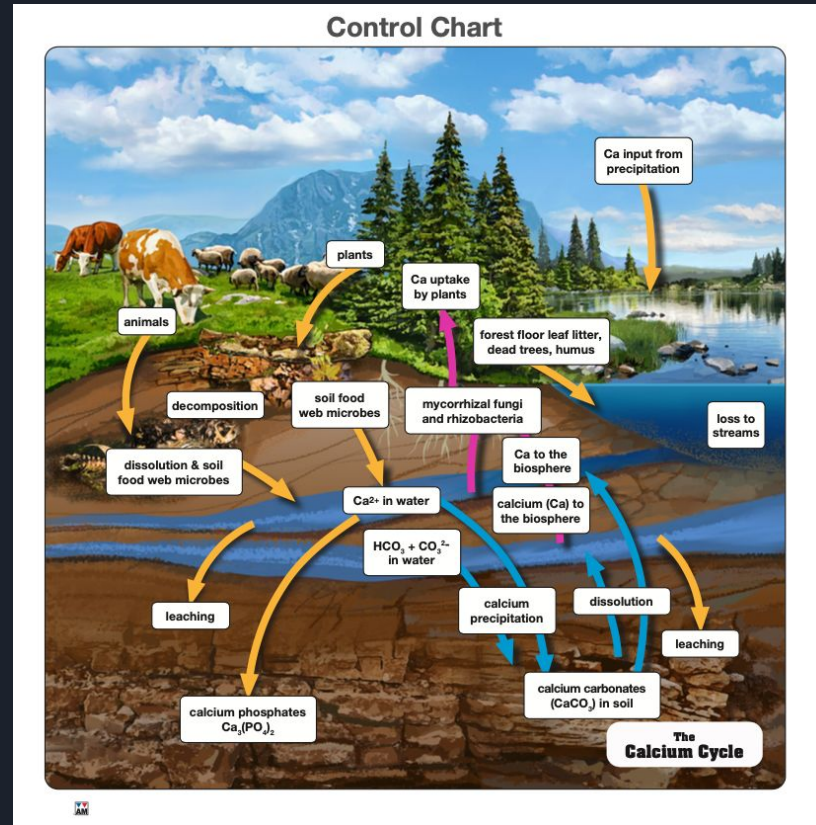 Control Chart
Ca input from
precipitation
plants
Ca uptake
by plants
animals
forest floor leaf litter,
dead trees, humus
decomposition
soil food
web microbes
mycorrhizal fungi
and rhizobacteria
loss to
streams
dissolution & soil
food web microbes
Ca to the
biosphere
Ca²⁺ in water
calcium (Ca) to
the biosphere
HCO₃ + CO₃²⁻
in water
leaching
calcium
precipitation
dissolution
leaching
calcium phosphates
Ca₃(PO₄)₂
calcium carbonates
(CaCO₃) in soil
The
Calcium Cycle
AM